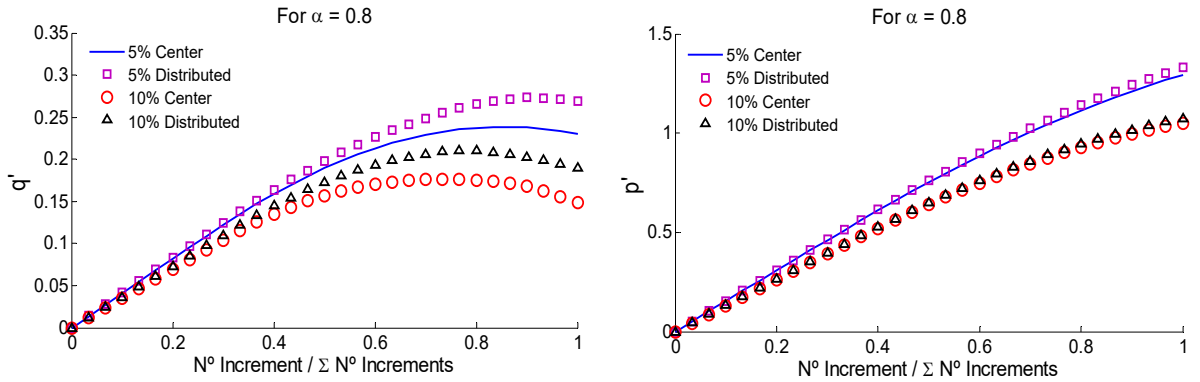 For α = 0.8
0.35
0.3
0.25
0.2
0.15
0.1
0.05
0
q'
5% Center
5% Distributed
10% Center
10% Distributed
0 0.2 0.4 0.6 0.8 1
Nº Increment / Σ Nº Increments
For α = 0.8
1.5
1
0.5
0
p'
5% Center
5% Distributed
10% Center
10% Distributed
0 0.2 0.4 0.6 0.8 1
Nº Increment / Σ Nº Increments